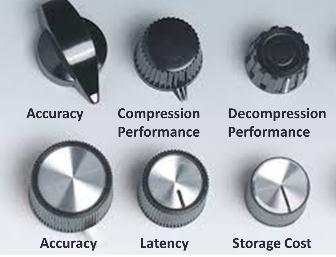 Accuracy Compression Decompression
Performance Performance
Accuracy Latency Storage Cost